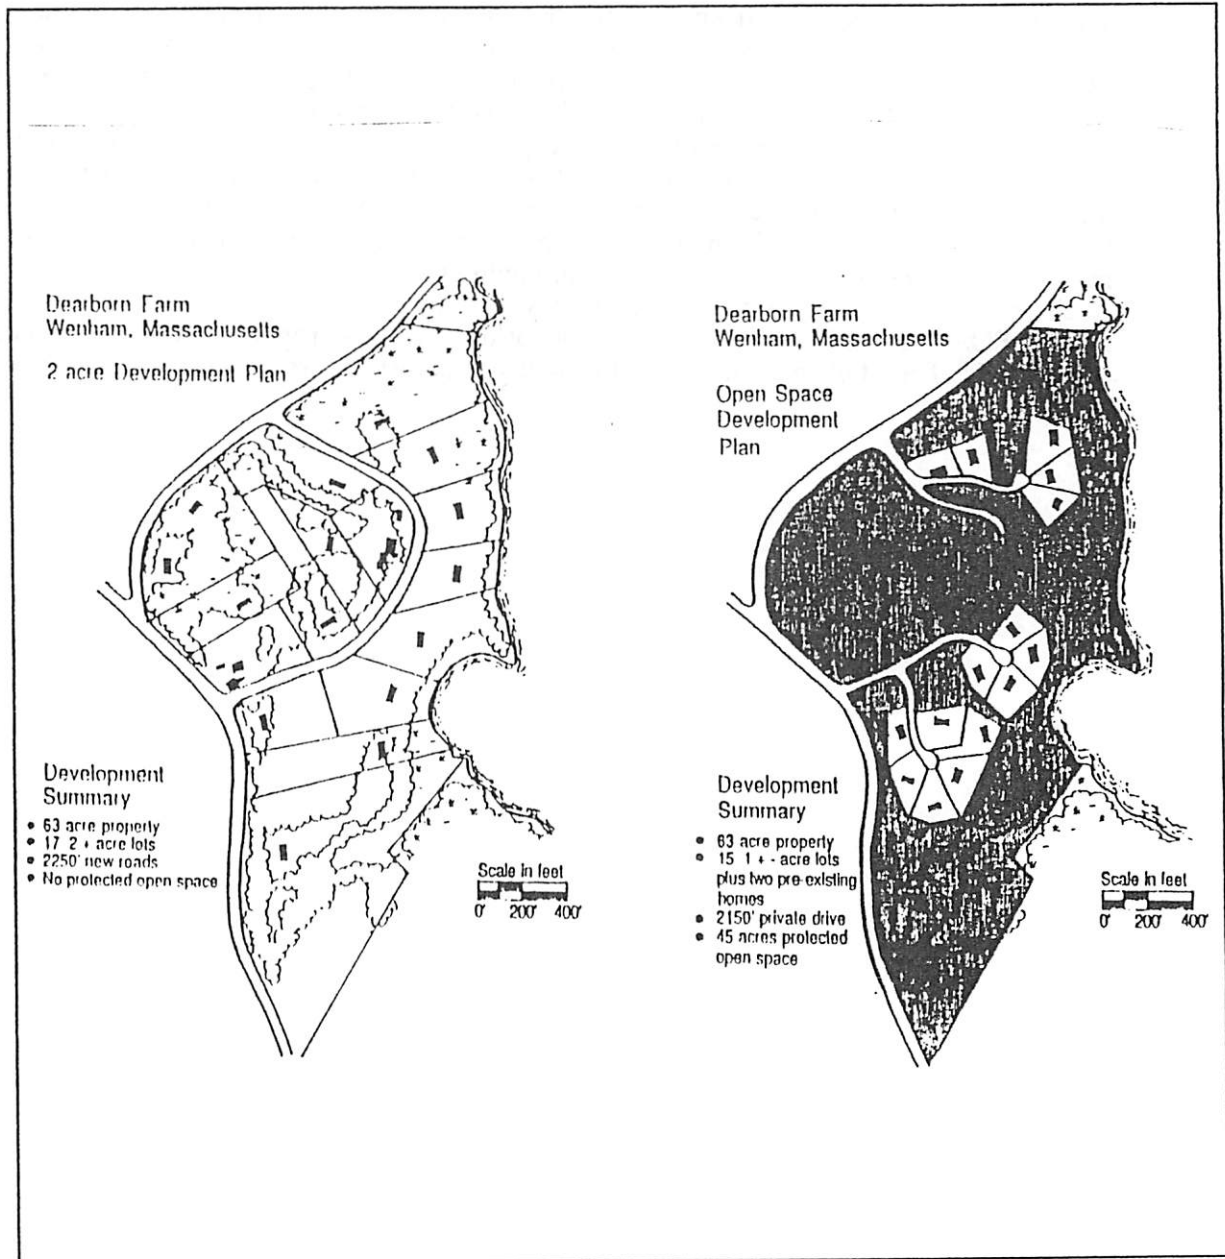 Dearborn Farm
Wenham, Massachusetts
2 acre Development Plan
Development
Summary
• 63 acre property
• 17 2 + acre lots
• 2250' new roads
• No protected open space
Scale in feet
0' 200' 400'
Dearborn Farm
Wenham, Massachusetts
Open Space
Development
Plan
Development
Summary
• 63 acre property
• 15 1 + - acre lots
plus two pre-existing
homes
• 2150' private drive
• 45 acres protected
open space
Scale in feet
0' 200' 400'